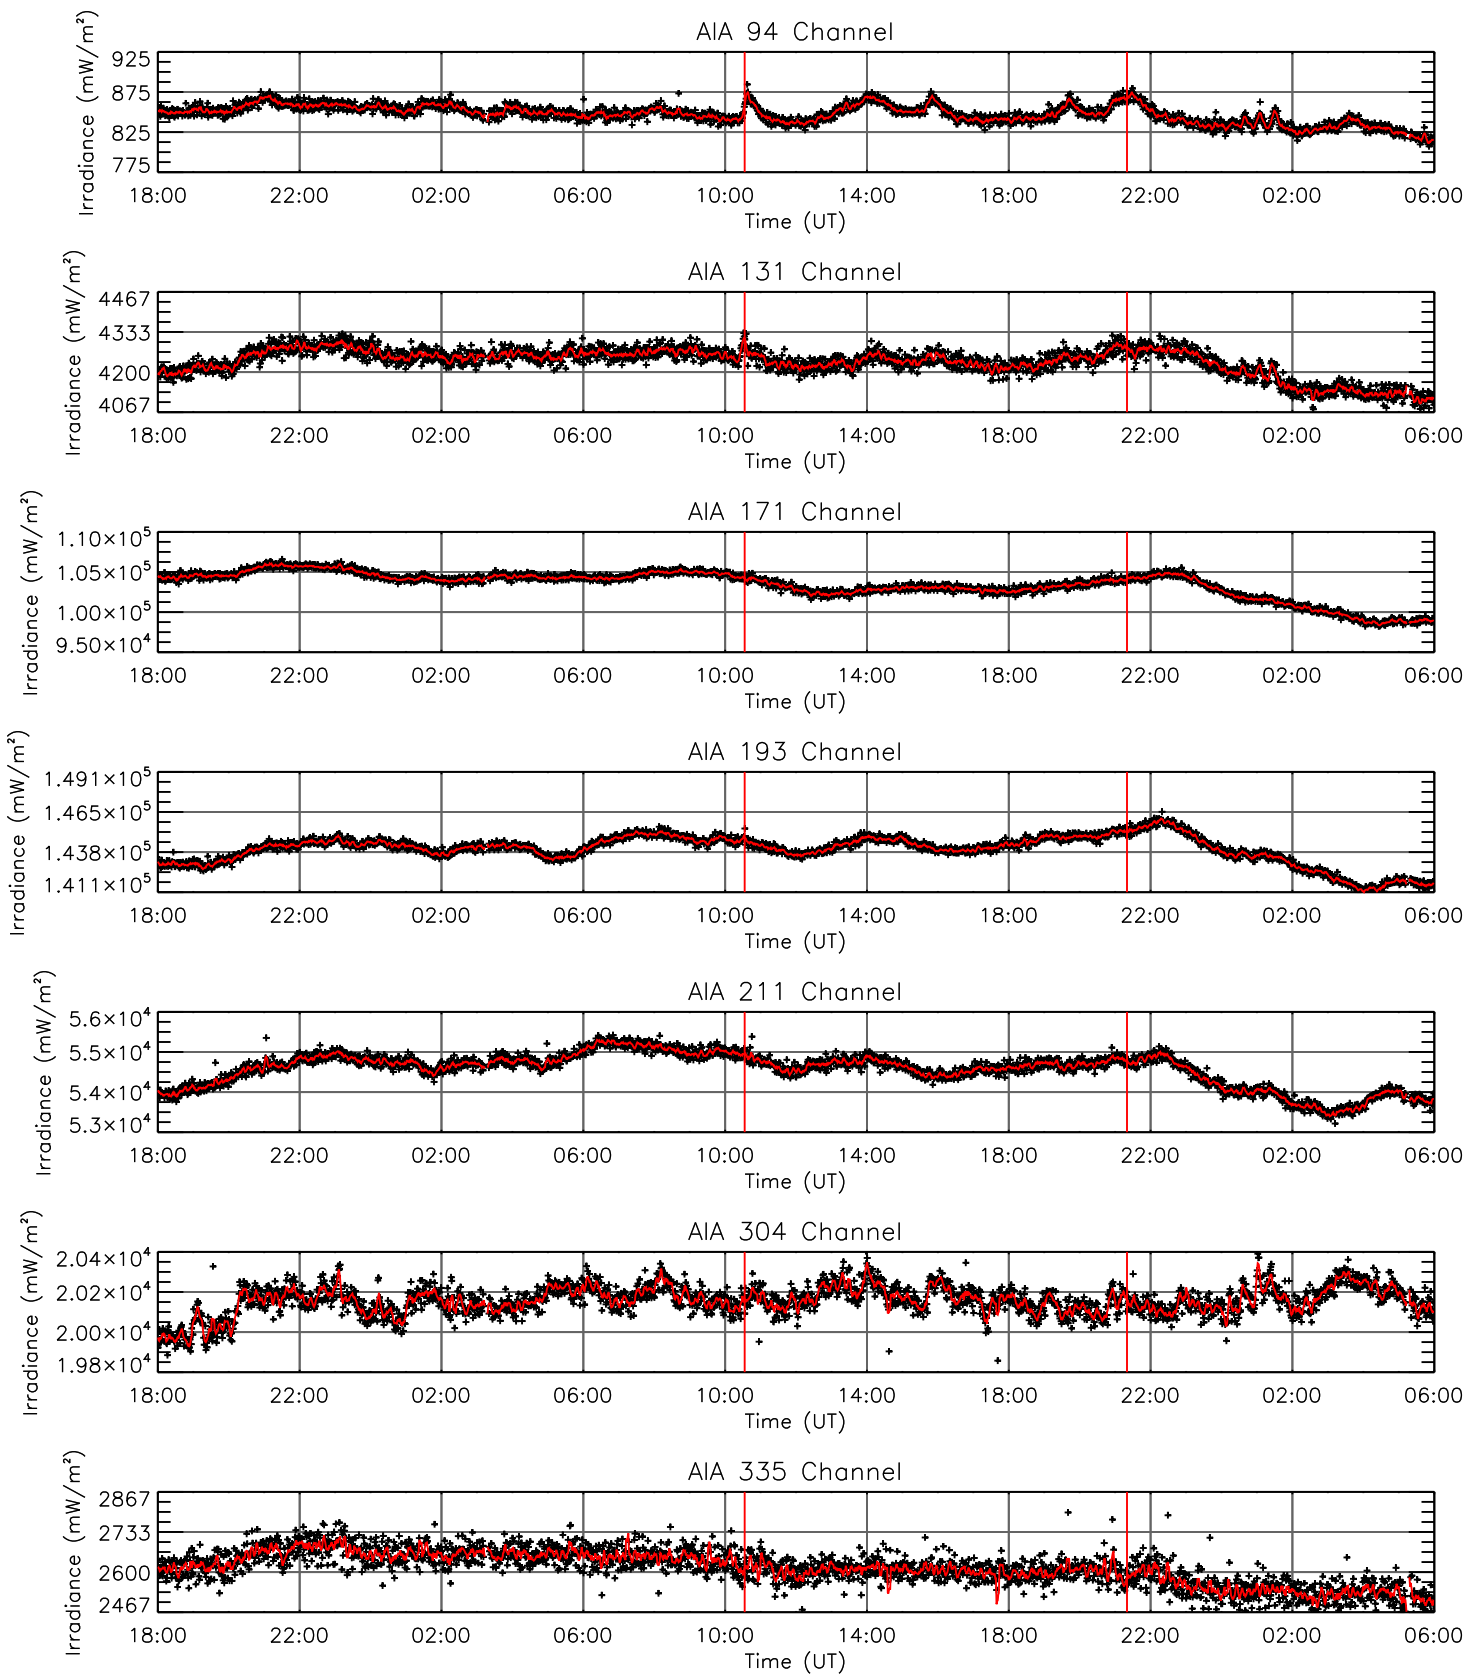 AIA 94 Channel
Irradiance (mW/m²)
925
875
825
775
18:00 22:00 02:00 06:00 10:00 14:00 18:00 22:00 02:00 06:00
Time (UT)
AIA 131 Channel
Irradiance (mW/m²)
4467
4333
4200
4067
18:00 22:00 02:00 06:00 10:00 14:00 18:00 22:00 02:00 06:00
Time (UT)
AIA 171 Channel
Irradiance (mW/m²)
1.10×10⁵
1.05×10⁵
1.00×10⁵
9.50×10⁴
18:00 22:00 02:00 06:00 10:00 14:00 18:00 22:00 02:00 06:00
Time (UT)
AIA 193 Channel
Irradiance (mW/m²)
1.491×10⁵
1.465×10⁵
1.438×10⁵
1.411×10⁵
18:00 22:00 02:00 06:00 10:00 14:00 18:00 22:00 02:00 06:00
Time (UT)
AIA 211 Channel
Irradiance (mW/m²)
5.6×10⁴
5.5×10⁴
5.4×10⁴
5.3×10⁴
18:00 22:00 02:00 06:00 10:00 14:00 18:00 22:00 02:00 06:00
Time (UT)
AIA 304 Channel
Irradiance (mW/m²)
2.04×10⁴
2.02×10⁴
2.00×10⁴
1.98×10⁴
18:00 22:00 02:00 06:00 10:00 14:00 18:00 22:00 02:00 06:00
Time (UT)
AIA 335 Channel
Irradiance (mW/m²)
2867
2733
2600
2467
18:00 22:00 02:00 06:00 10:00 14:00 18:00 22:00 02:00 06:00
Time (UT)